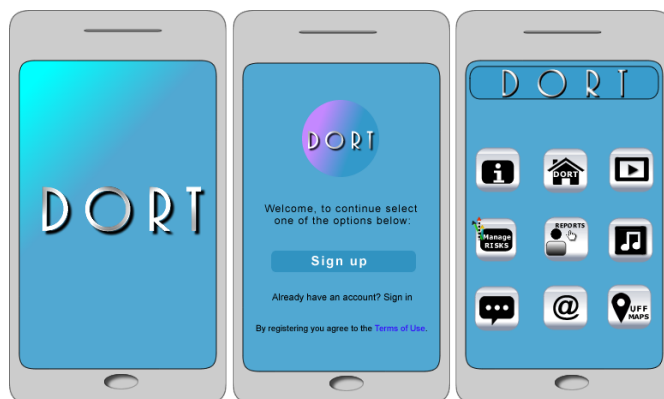 DORT
DORT
Welcome, to continue select
one of the options below:
Sign up
Already have an account? Sign in
By registering you agree to the Terms of Use.
DORT
i
DORT
Manage
RISKS
REPORTS
@
UFF
MAPS